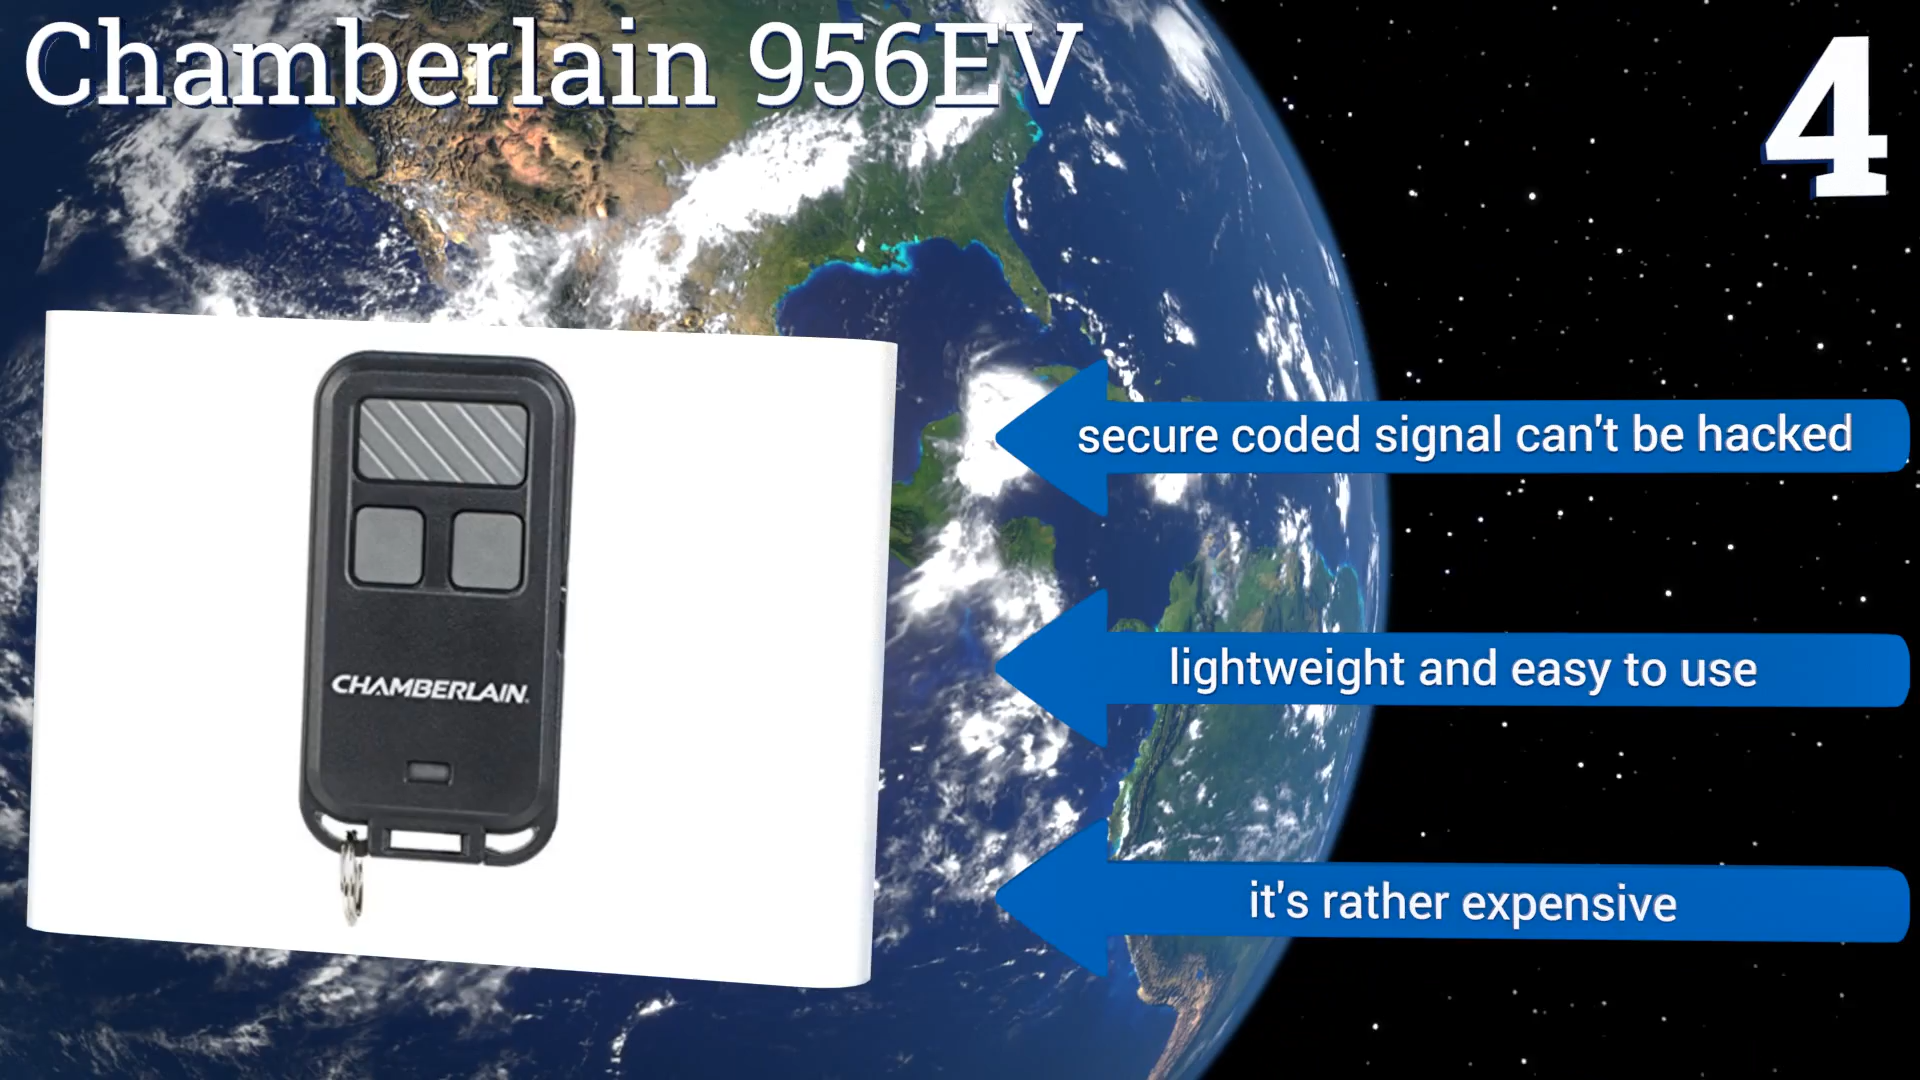 Chamberlain 956EV
4
CHAMBERLAIN
secure coded signal can't be hacked
lightweight and easy to use
it's rather expensive